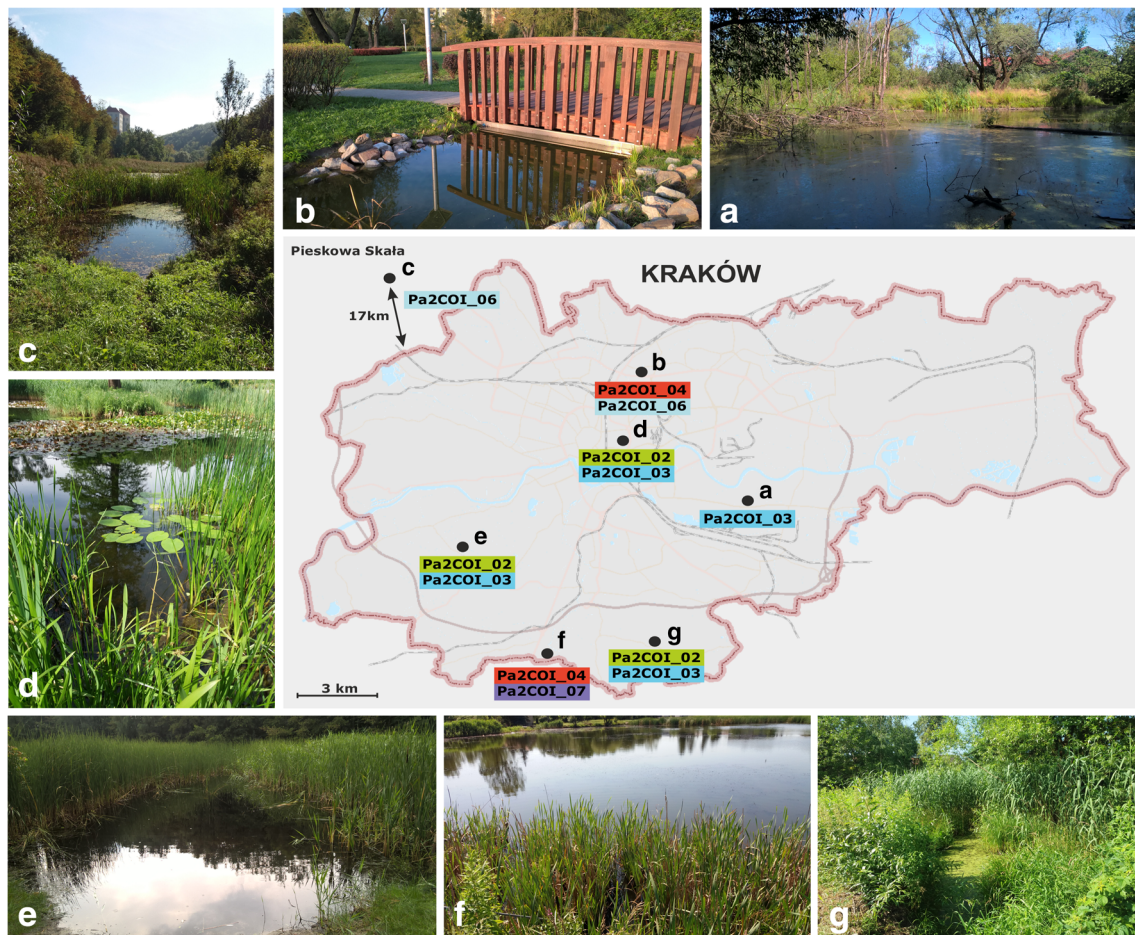 c
b
a
Pieskowa Skała
c
KRAKÓW
Pa2COI_06
17km
b
Pa2COI_04
Pa2COI_06
d
Pa2COI_02
Pa2COI_03
a
Pa2COI_03
e
Pa2COI_02
Pa2COI_03
f
Pa2COI_04
Pa2COI_07
g
Pa2COI_02
Pa2COI_03
3 km
d
e
f
g